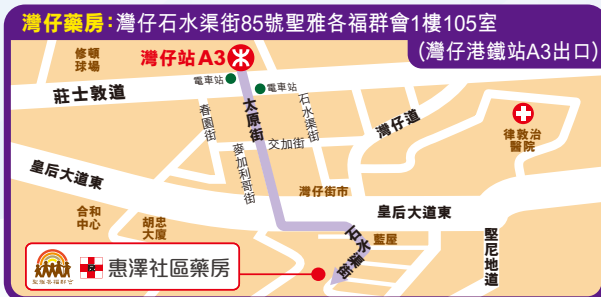 灣仔藥房:灣仔石水渠街85號聖雅各福群會1樓105室
(灣仔港鐵站A3出口)
修頓
球場
灣仔站 A3
電車站
電車站
莊士敦道
春園街
太原街
石水渠街
灣仔道
律敦治
醫院
麥加利哥街
交加街
皇后大道東
灣仔街市
合和
中心
胡忠
大廈
皇后大道東
石水渠街
藍屋
堅尼地道
聖雅各福群會
惠澤社區藥房